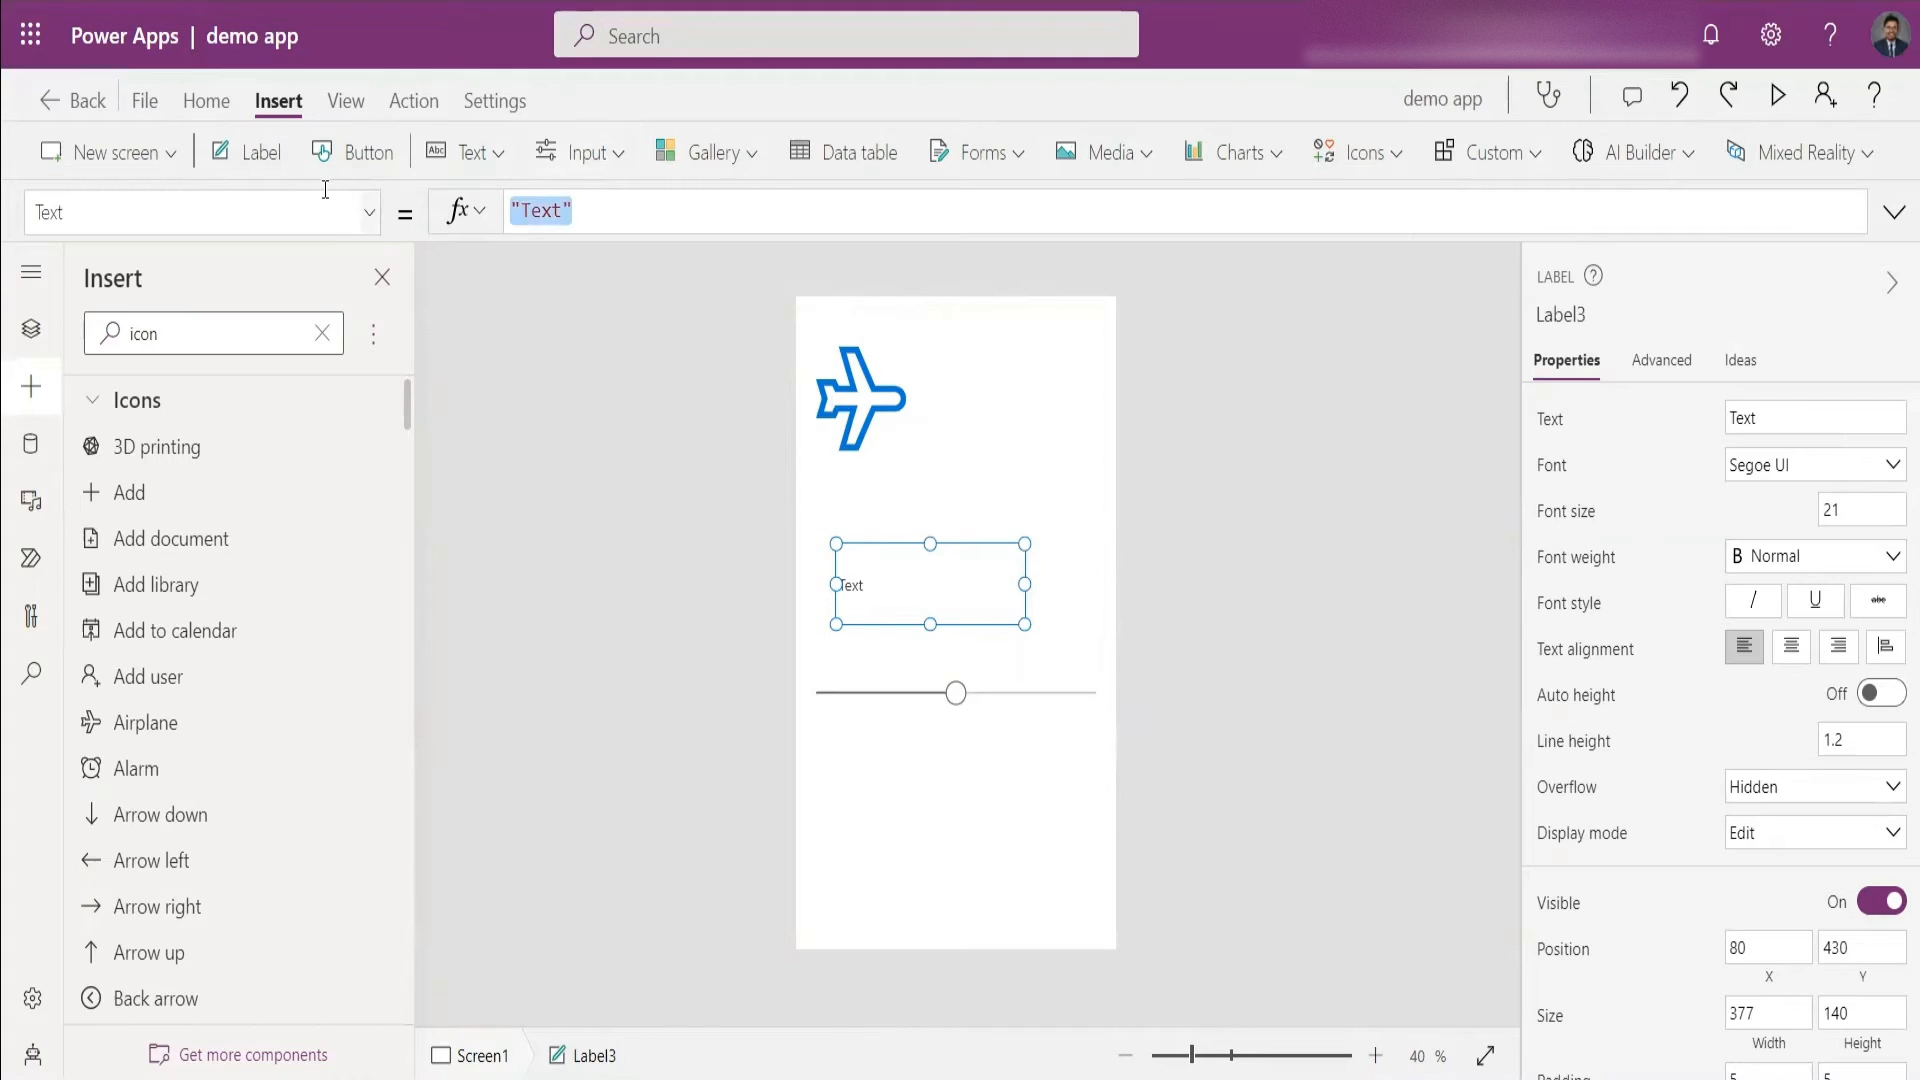 Power Apps | demo app
Search
Back File Home Insert View Action Settings
demo app
New screen Label Button Text Input Gallery Data table Forms Media Charts Icons Custom AI Builder Mixed Reality
Abc
Text = fx "Text"
Insert
icon
Icons
3D printing
Add
Add document
Add library
Add to calendar
Add user
Airplane
Alarm
Arrow down
Arrow left
Arrow right
Arrow up
Back arrow
Get more components
Text
Screen1 Label3
40 %
LABEL
Label3
Properties Advanced Ideas
Text Text
Font Segoe UI
Font size 21
Font weight B Normal
Font style / U abc
Text alignment
Auto height Off
Line height 1.2
Overflow Hidden
Display mode Edit
Visible On
Position 80 430
X Y
Size 377 140
Width Height
Padding 5 5